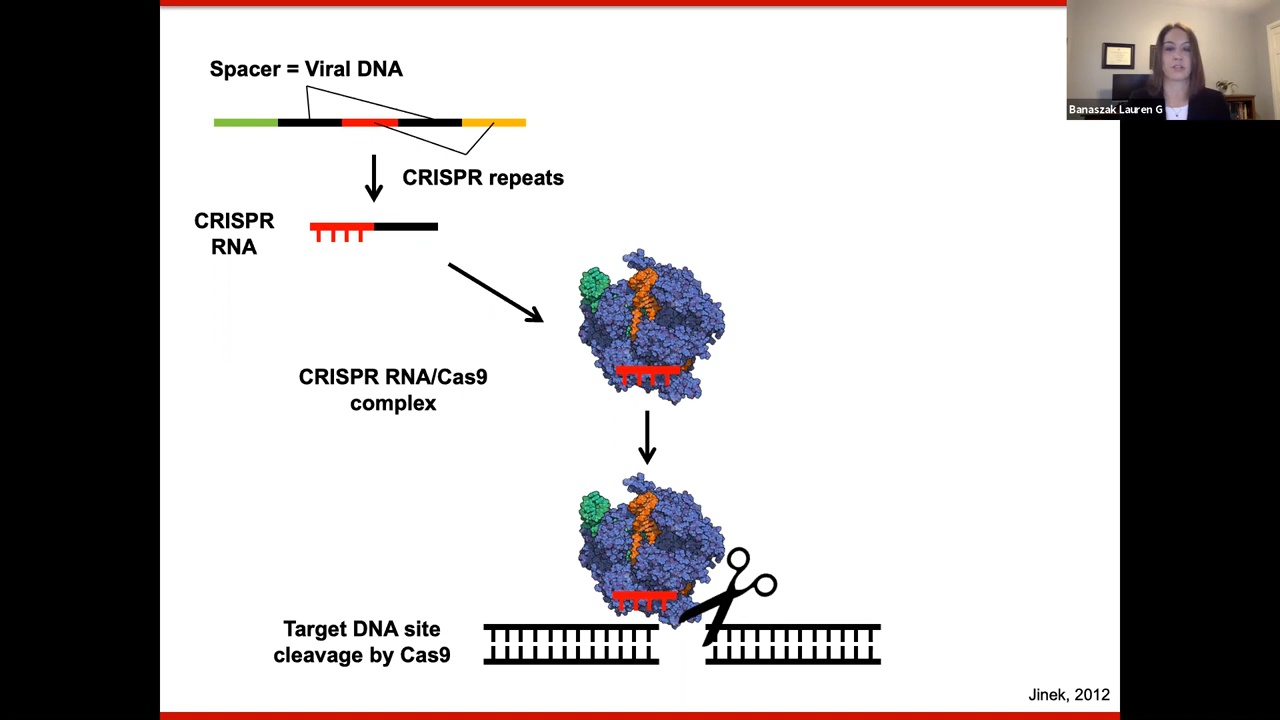 Spacer = Viral DNA
CRISPR repeats
CRISPR
RNA
CRISPR RNA/Cas9
complex
Target DNA site
cleavage by Cas9
Jinek, 2012
Banaszak Lauren G